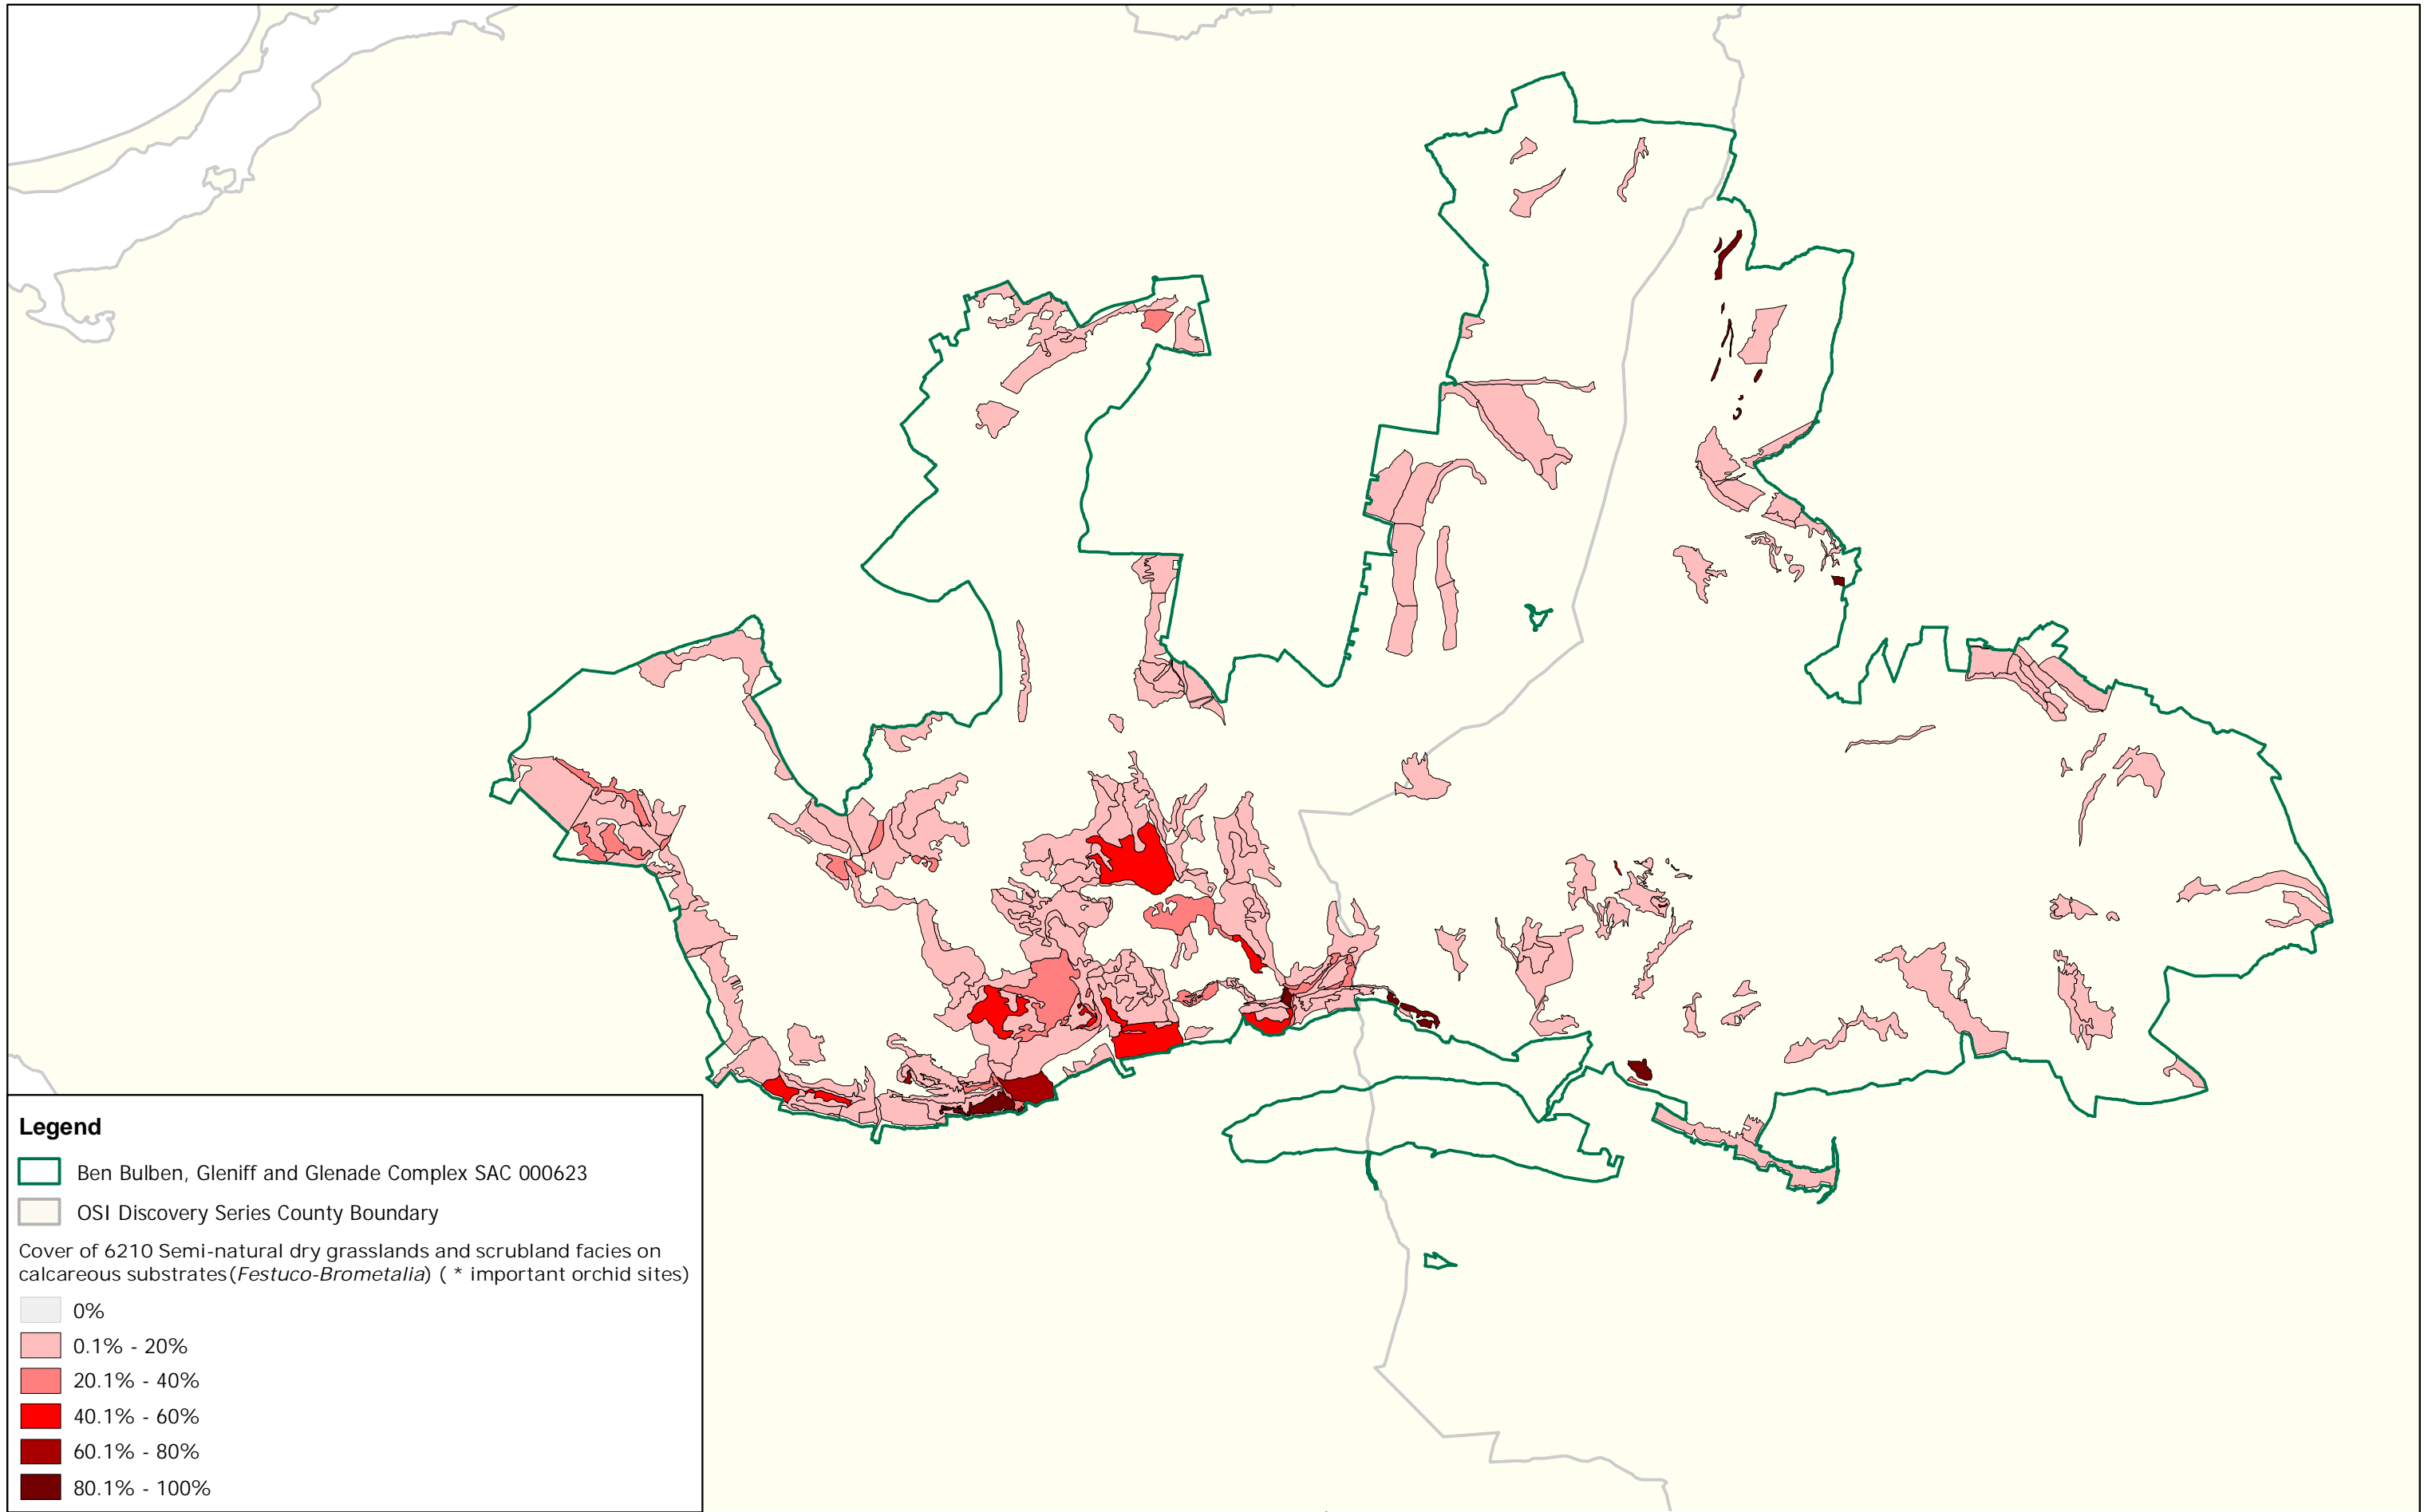 Legend
Ben Bulben, Gleniff and Glenade Complex SAC 000623
OSI Discovery Series County Boundary
Cover of 6210 Semi-natural dry grasslands and scrubland facies on
calcareous substrates(Festuco-Brometalia) ( * important orchid sites)
0%
0.1% - 20%
20.1% - 40%
40.1% - 60%
60.1% - 80%
80.1% - 100%